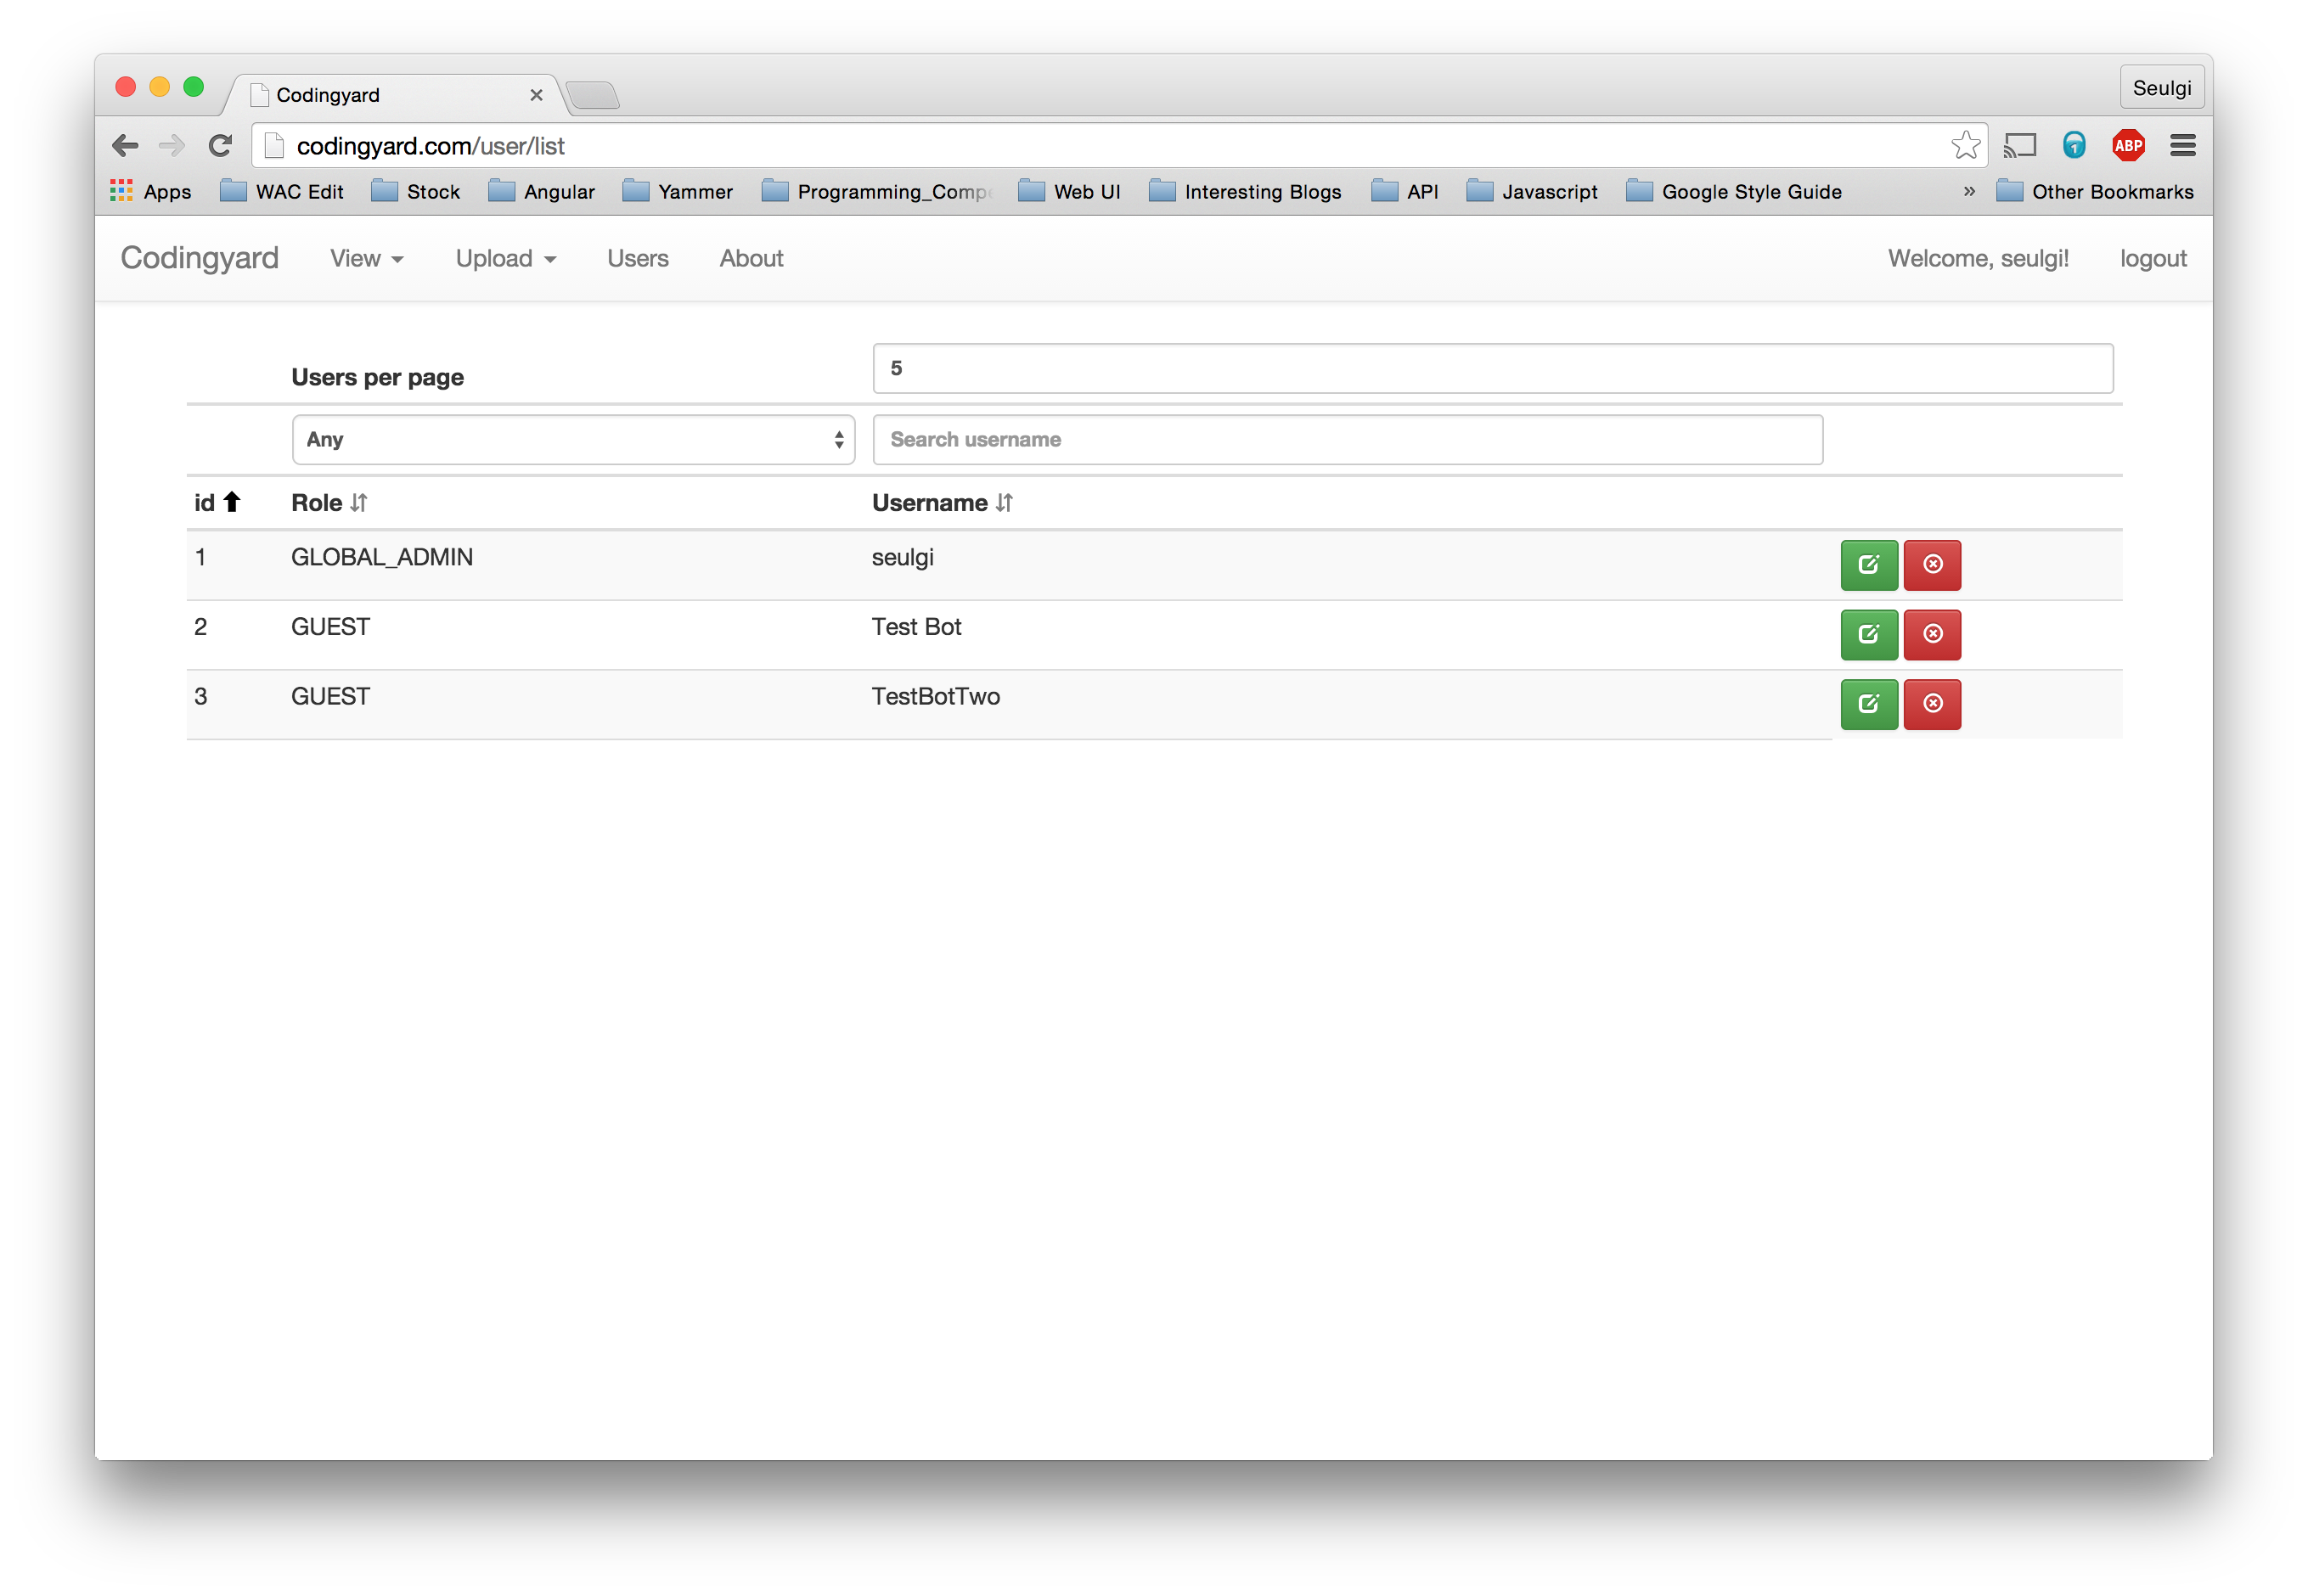 Codingyard
Seulgi
codingyard.com/user/list
1
ABP
Apps WAC Edit Stock Angular Yammer Programming_Comp Web UI Interesting Blogs API Javascript Google Style Guide » Other Bookmarks
Codingyard View Upload Users About Welcome, seulgi! logout
Users per page 5
Any Search username
id Role Username
1 GLOBAL_ADMIN seulgi
2 GUEST Test Bot
3 GUEST TestBotTwo